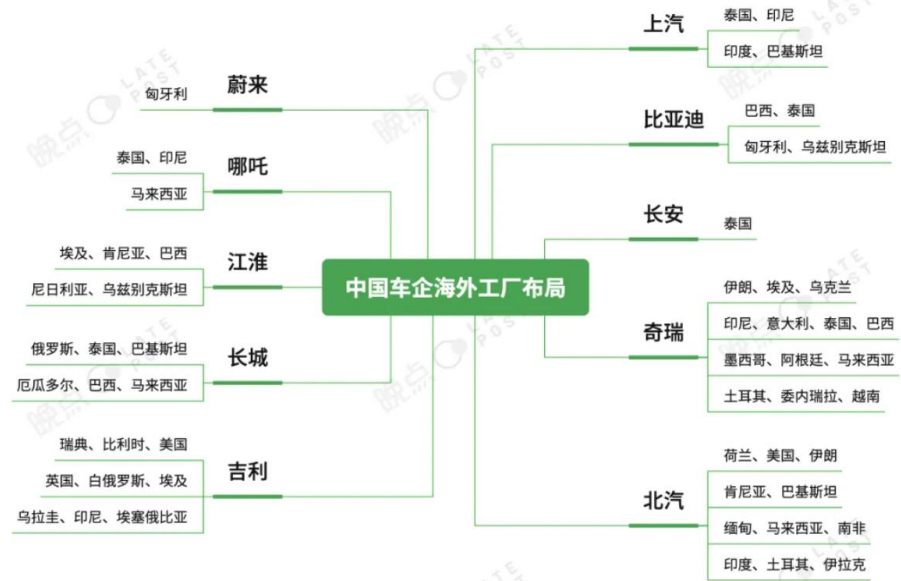 中国车企海外工厂布局
蔚来
匈牙利
哪吒
泰国、印尼
马来西亚
江淮
埃及、肯尼亚、巴西
尼日利亚、乌兹别克斯坦
长城
俄罗斯、泰国、巴基斯坦
厄瓜多尔、巴西、马来西亚
吉利
瑞典、比利时、美国
英国、白俄罗斯、埃及
乌拉圭、印尼、埃塞俄比亚
上汽
泰国、印尼
印度、巴基斯坦
比亚迪
巴西、泰国
匈牙利、乌兹别克斯坦
长安
泰国
奇瑞
伊朗、埃及、乌克兰
印尼、意大利、泰国、巴西
墨西哥、阿根廷、马来西亚
土耳其、委内瑞拉、越南
北汽
荷兰、美国、伊朗
肯尼亚、巴基斯坦
缅甸、马来西亚、南非
印度、土耳其、伊拉克
晚点
LATE
POST